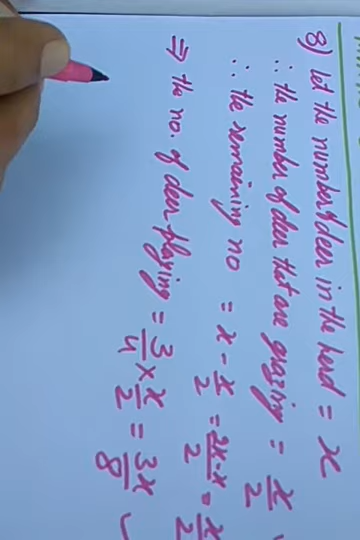 8) Let the number of deer in the herd = x
∴ the number of deer that are grazing = x/2
∴ the remaining no = x - x/2 = 2x-x/2 = x/2
⇒ the no. of deer playing = 3/4 × x/2 = 3x/8